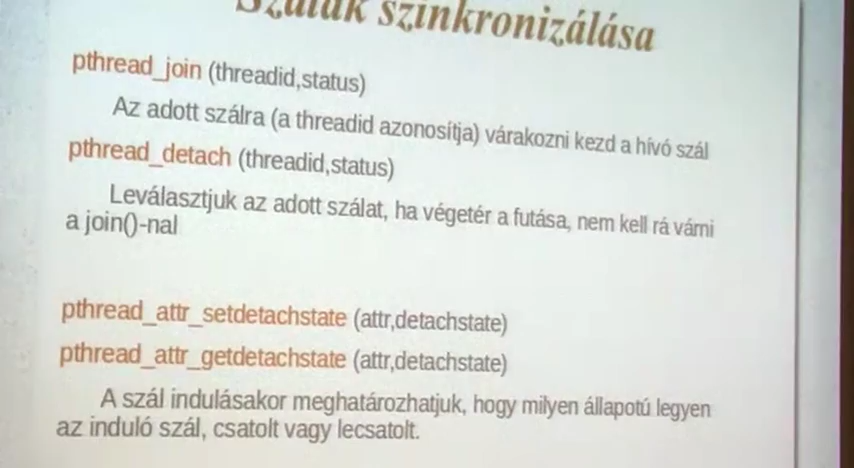 Szálak szinkronizálása
pthread_join (threadid,status)
Az adott szálra (a threadid azonosítja) várakozni kezd a hívó szál
pthread_detach (threadid,status)
Leválasztjuk az adott szálat, ha végetér a futása, nem kell rá várni
a join()-nal
pthread_attr_setdetachstate (attr,detachstate)
pthread_attr_getdetachstate (attr,detachstate)
A szál indulásakor meghatározhatjuk, hogy milyen állapotú legyen
az induló szál, csatolt vagy lecsatolt.